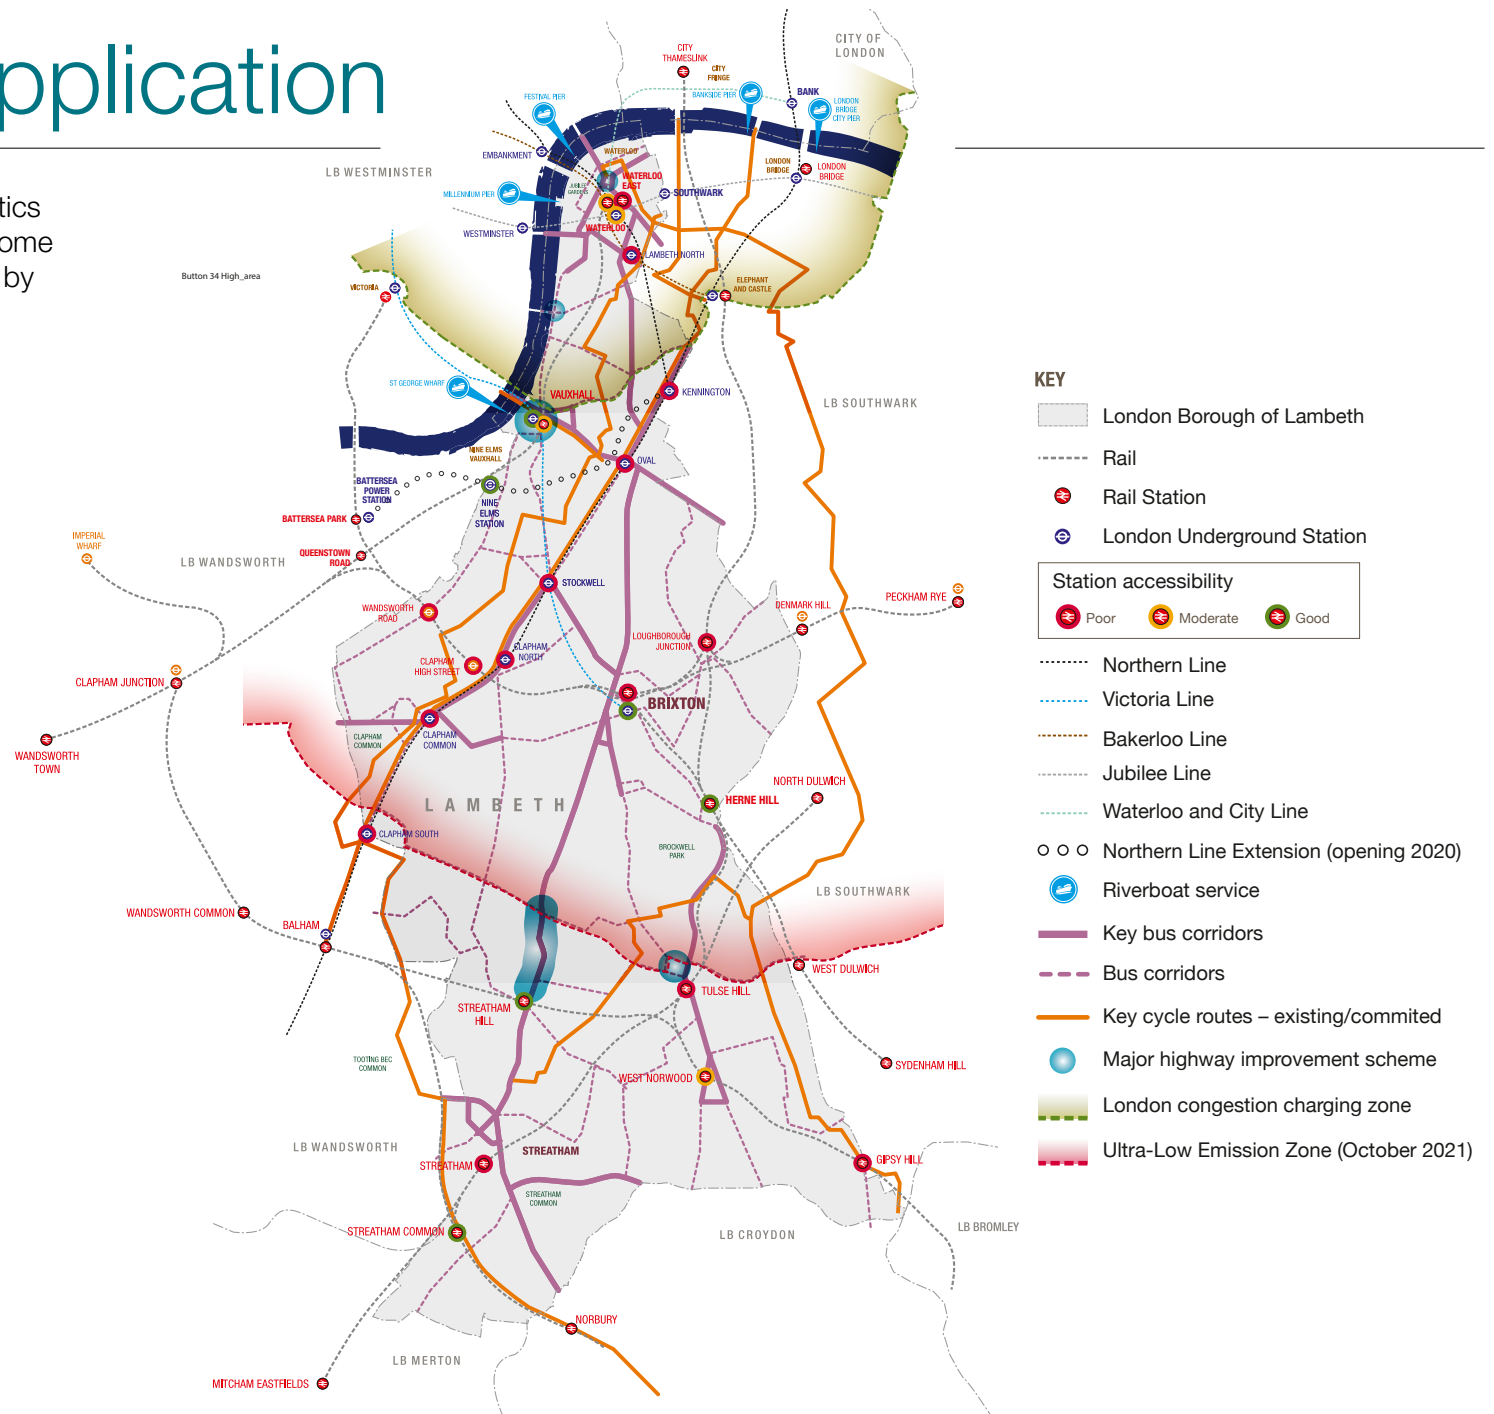 pplication
tics
ome
by
Button 34 High_area
CITY
THAMESLINK
CITY OF
LONDON
CITY
FRINGE
BANKSIDE PIER
BANK
LONDON
BRIDGE
CITY PIER
FESTIVAL PIER
EMBANKMENT
WATERLOO
LB WESTMINSTER
LONDON
BRIDGE
LONDON
BRIDGE
WATERLOO
EAST
JUBILEE
GARDENS
MILLENNIUM PIER
SOUTHWARK
WESTMINSTER
WATERLOO
LAMBETH NORTH
VICTORIA
ELEPHANT
AND CASTLE
ST GEORGE WHARF
VAUXHALL
KENNINGTON
LB SOUTHWARK
NINE ELMS
VAUXHALL
OVAL
BATTERSEA
POWER
STATION
NINE
ELMS
STATION
BATTERSEA PARK
IMPERIAL
WHARF
LB WANDSWORTH
QUEENSTOWN
ROAD
STOCKWELL
WANDSWORTH
ROAD
DENMARK HILL
PECKHAM RYE
LOUGHBOROUGH
JUNCTION
CLAPHAM
NORTH
CLAPHAM
HIGH STREET
CLAPHAM JUNCTION
BRIXTON
CLAPHAM
COMMON
CLAPHAM
COMMON
WANDSWORTH
TOWN
NORTH DULWICH
LAMBETH
HERNE HILL
CLAPHAM SOUTH
BROCKWELL
PARK
LB SOUTHWARK
WANDSWORTH COMMON
BALHAM
WEST DULWICH
TULSE HILL
STREATHAM
HILL
TOOTING BEC
COMMON
WEST NORWOOD
SYDENHAM HILL
LB WANDSWORTH
STREATHAM
STREATHAM
GIPSY HILL
STREATHAM
COMMON
STREATHAM COMMON
LB CROYDON
LB BROMLEY
NORBURY
LB MERTON
MITCHAM EASTFIELDS
KEY
London Borough of Lambeth
Rail
Rail Station
London Underground Station
Station accessibility
Poor
Moderate
Good
Northern Line
Victoria Line
Bakerloo Line
Jubilee Line
Waterloo and City Line
Northern Line Extension (opening 2020)
Riverboat service
Key bus corridors
Bus corridors
Key cycle routes – existing/commited
Major highway improvement scheme
London congestion charging zone
Ultra-Low Emission Zone (October 2021)